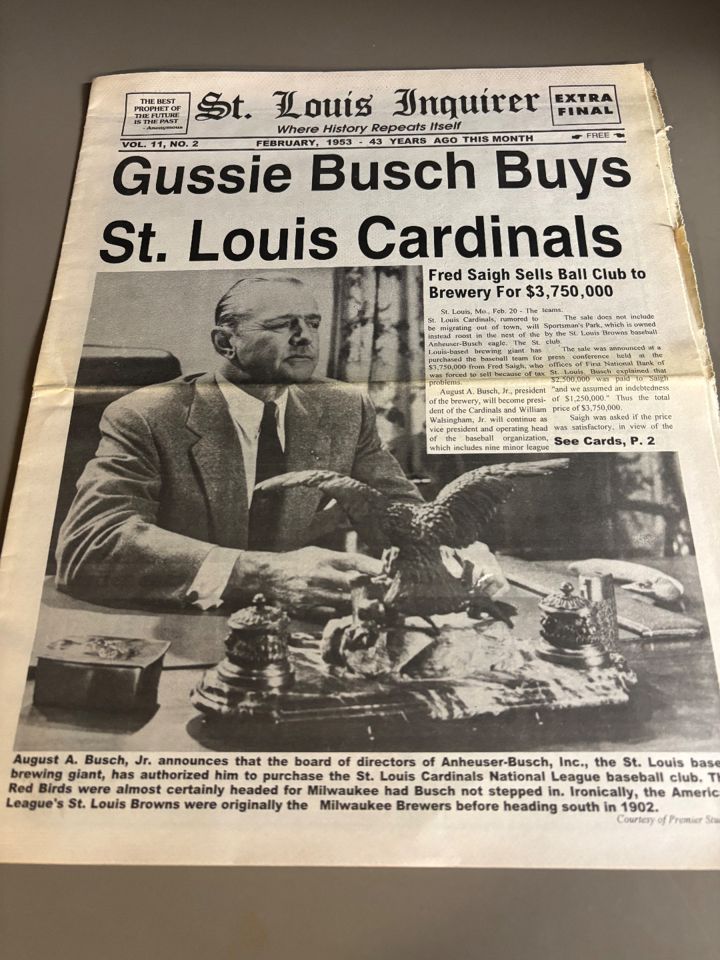 THE BEST
PROPHET OF
THE FUTURE
IS THE PAST
- Anonymous
St. Louis Inquirer
EXTRA
FINAL
Where History Repeats Itself
VOL. 11, NO. 2
FEBRUARY, 1953 - 43 YEARS AGO THIS MONTH
FREE
Gussie Busch Buys
St. Louis Cardinals
Fred Saigh Sells Ball Club to
Brewery For $3,750,000
St. Louis, Mo., Feb. 20 - The
St. Louis Cardinals, rumored to
be migrating out of town, will
instead roost in the nest of the
Anheuser-Busch eagle. The St.
Louis-based brewing giant has
purchased the baseball team for
$3,750,000 from Fred Saigh, who
was forced to sell because of tax
problems.
August A. Busch, Jr., president
of the brewery, will become presi-
dent of the Cardinals and William
Walsingham, Jr. will continue as
vice president and operating head
of the baseball organization,
which includes nine minor league
teams.
The sale does not include
Sportsman's Park, which is owned
by the St. Louis Browns baseball
club.
The sale was announced at a
press conference held at the
offices of First National Bank of
St. Louis. Busch explained that
$2,500,000 was paid to Saigh
"and we assumed an indebtedness
of $1,250,000." Thus the total
price of $3,750,000.
Saigh was asked if the price
was satisfactory, in view of the
See Cards, P. 2
August A. Busch, Jr. announces that the board of directors of Anheuser-Busch, Inc., the St. Louis base
brewing giant, has authorized him to purchase the St. Louis Cardinals National League baseball club. Th
Red Birds were almost certainly headed for Milwaukee had Busch not stepped in. Ironically, the Americ
League's St. Louis Browns were originally the Milwaukee Brewers before heading south in 1902.
Courtesy of Premier Stu